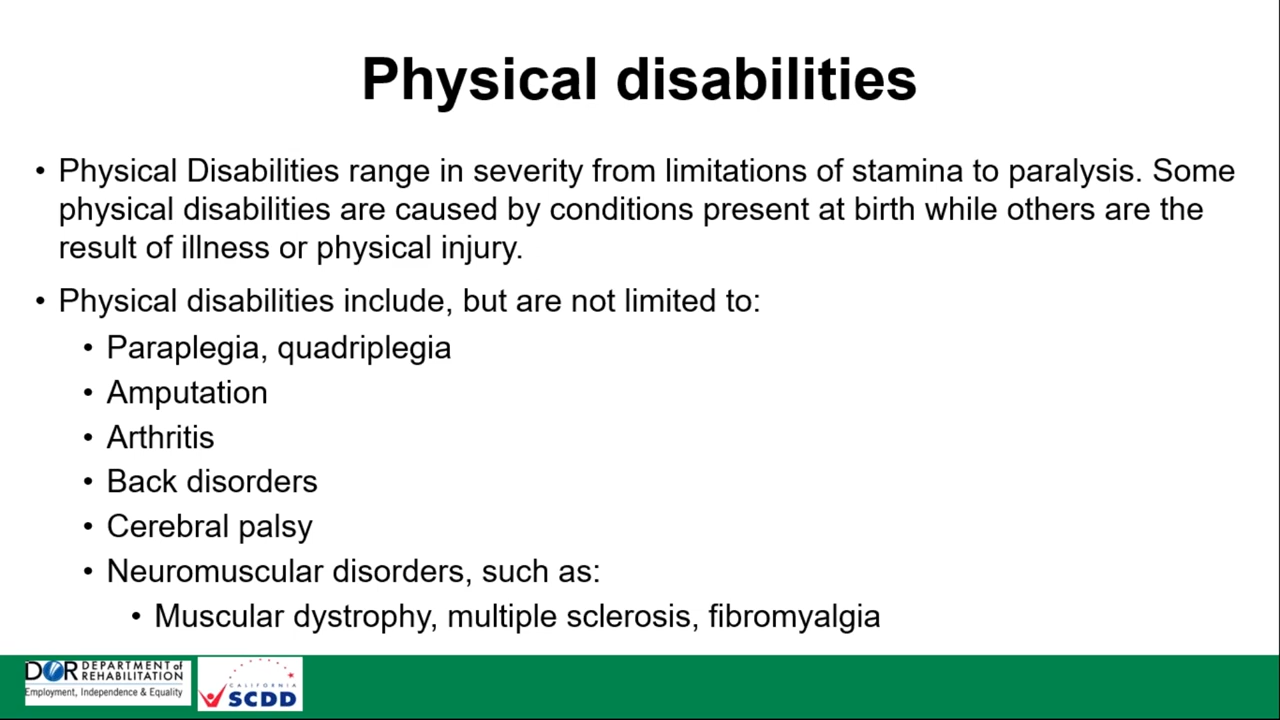 Physical disabilities
• Physical Disabilities range in severity from limitations of stamina to paralysis. Some
physical disabilities are caused by conditions present at birth while others are the
result of illness or physical injury.
• Physical disabilities include, but are not limited to:
• Paraplegia, quadriplegia
• Amputation
• Arthritis
• Back disorders
• Cerebral palsy
• Neuromuscular disorders, such as:
• Muscular dystrophy, multiple sclerosis, fibromyalgia
DOR DEPARTMENT of
REHABILITATION
Employment, Independence & Equality
CALIFORNIA
SCDD